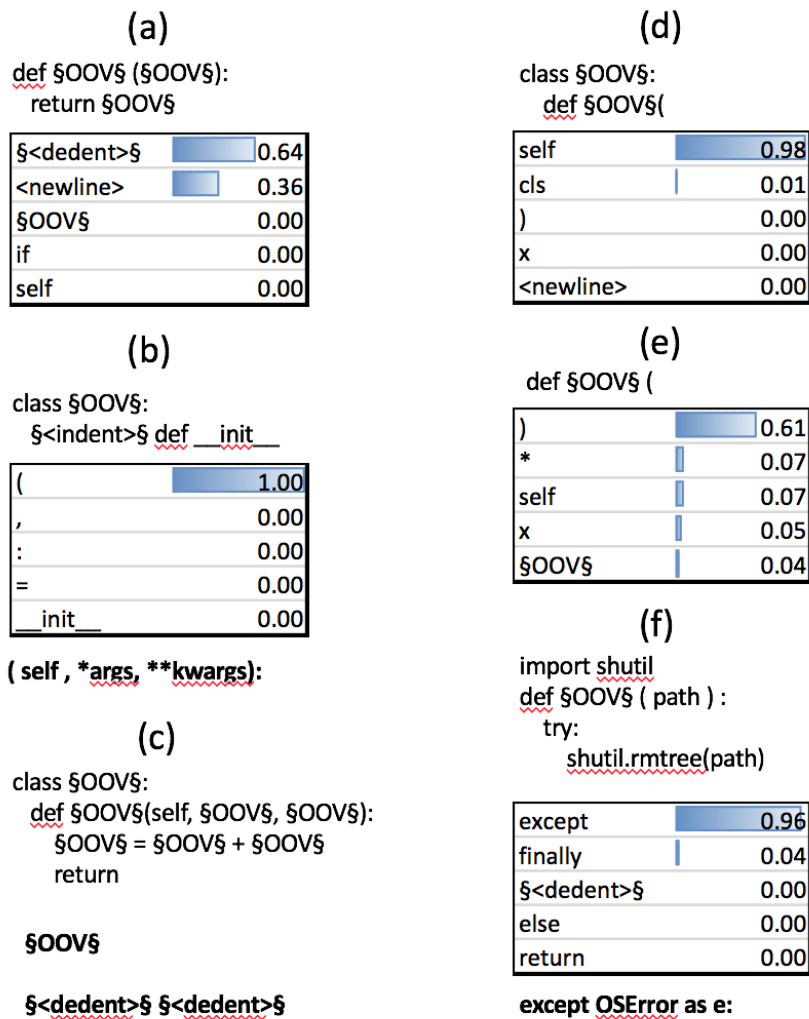 (a)
def §OOV§ (§OOV§):
return §OOV§
§<dedent>§ 0.64
<newline> 0.36
§OOV§ 0.00
if 0.00
self 0.00
(b)
class §OOV§:
§<indent>§ def __init__
( 1.00
, 0.00
: 0.00
= 0.00
__init__ 0.00
( self , *args, **kwargs):
(c)
class §OOV§:
def §OOV§(self, §OOV§, §OOV§):
§OOV§ = §OOV§ + §OOV§
return
§OOV§
§<dedent>§ §<dedent>§
(d)
class §OOV§:
def §OOV§(
self 0.98
cls 0.01
) 0.00
x 0.00
<newline> 0.00
(e)
def §OOV§ (
) 0.61
* 0.07
self 0.07
x 0.05
§OOV§ 0.04
(f)
import shutil
def §OOV§ ( path ) :
try:
shutil.rmtree(path)
except 0.96
finally 0.04
§<dedent>§ 0.00
else 0.00
return 0.00
except OSError as e: